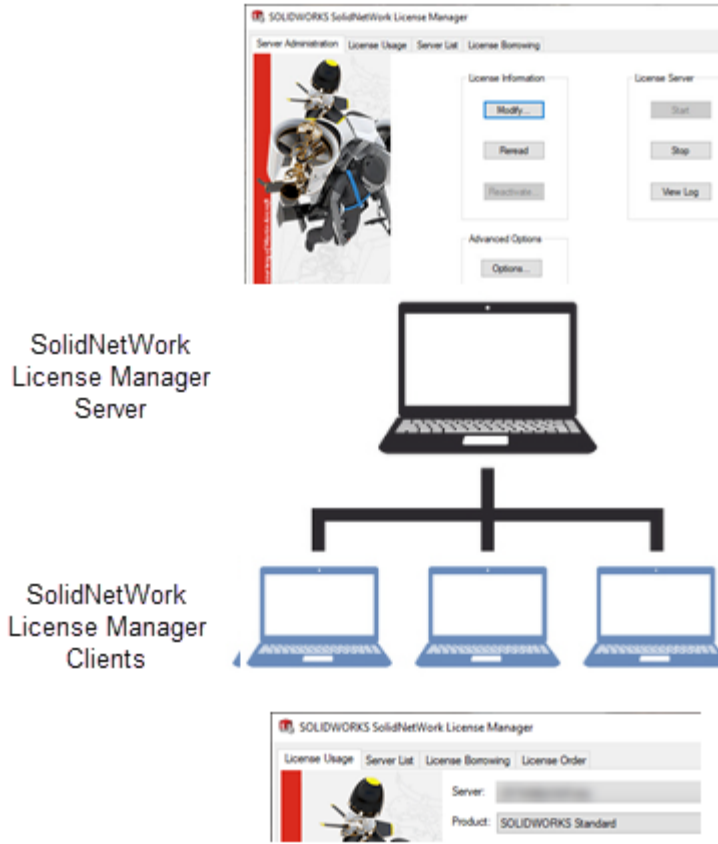 SOLIDWORKS SolidNetWork License Manager
Server Administration License Usage Server List License Borrowing
License Information License Server
Modify... Start
Reread Stop
Reactivate... View Log
Advanced Options
Options...
SolidNetWork
License Manager
Server
SolidNetWork
License Manager
Clients
SOLIDWORKS SolidNetWork License Manager
License Usage Server List License Borrowing License Order
Server:
Product: SOLIDWORKS Standard